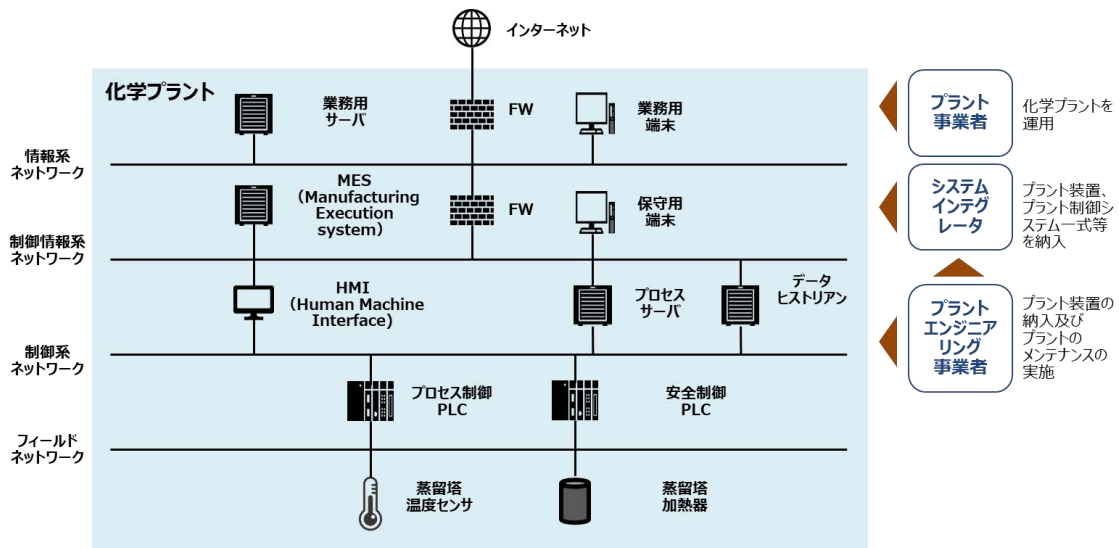 インターネット
化学プラント
業務用
サーバ
FW
業務用
端末
情報系
ネットワーク
MES
（Manufacturing
Execution
system）
FW
保守用
端末
制御情報系
ネットワーク
HMI
（Human Machine
Interface）
プロセス
サーバ
データ
ヒストリアン
制御系
ネットワーク
プロセス制御
PLC
安全制御
PLC
フィールド
ネットワーク
蒸留塔
温度センサ
蒸留塔
加熱器
プラント
事業者
化学プラントを
運用
システム
インテグ
レータ
プラント装置、
プラント制御シ
ステム一式等
を納入
プラント
エンジニア
リング
事業者
プラント装置の
納入及び
プラントの
メンテナンスの
実施